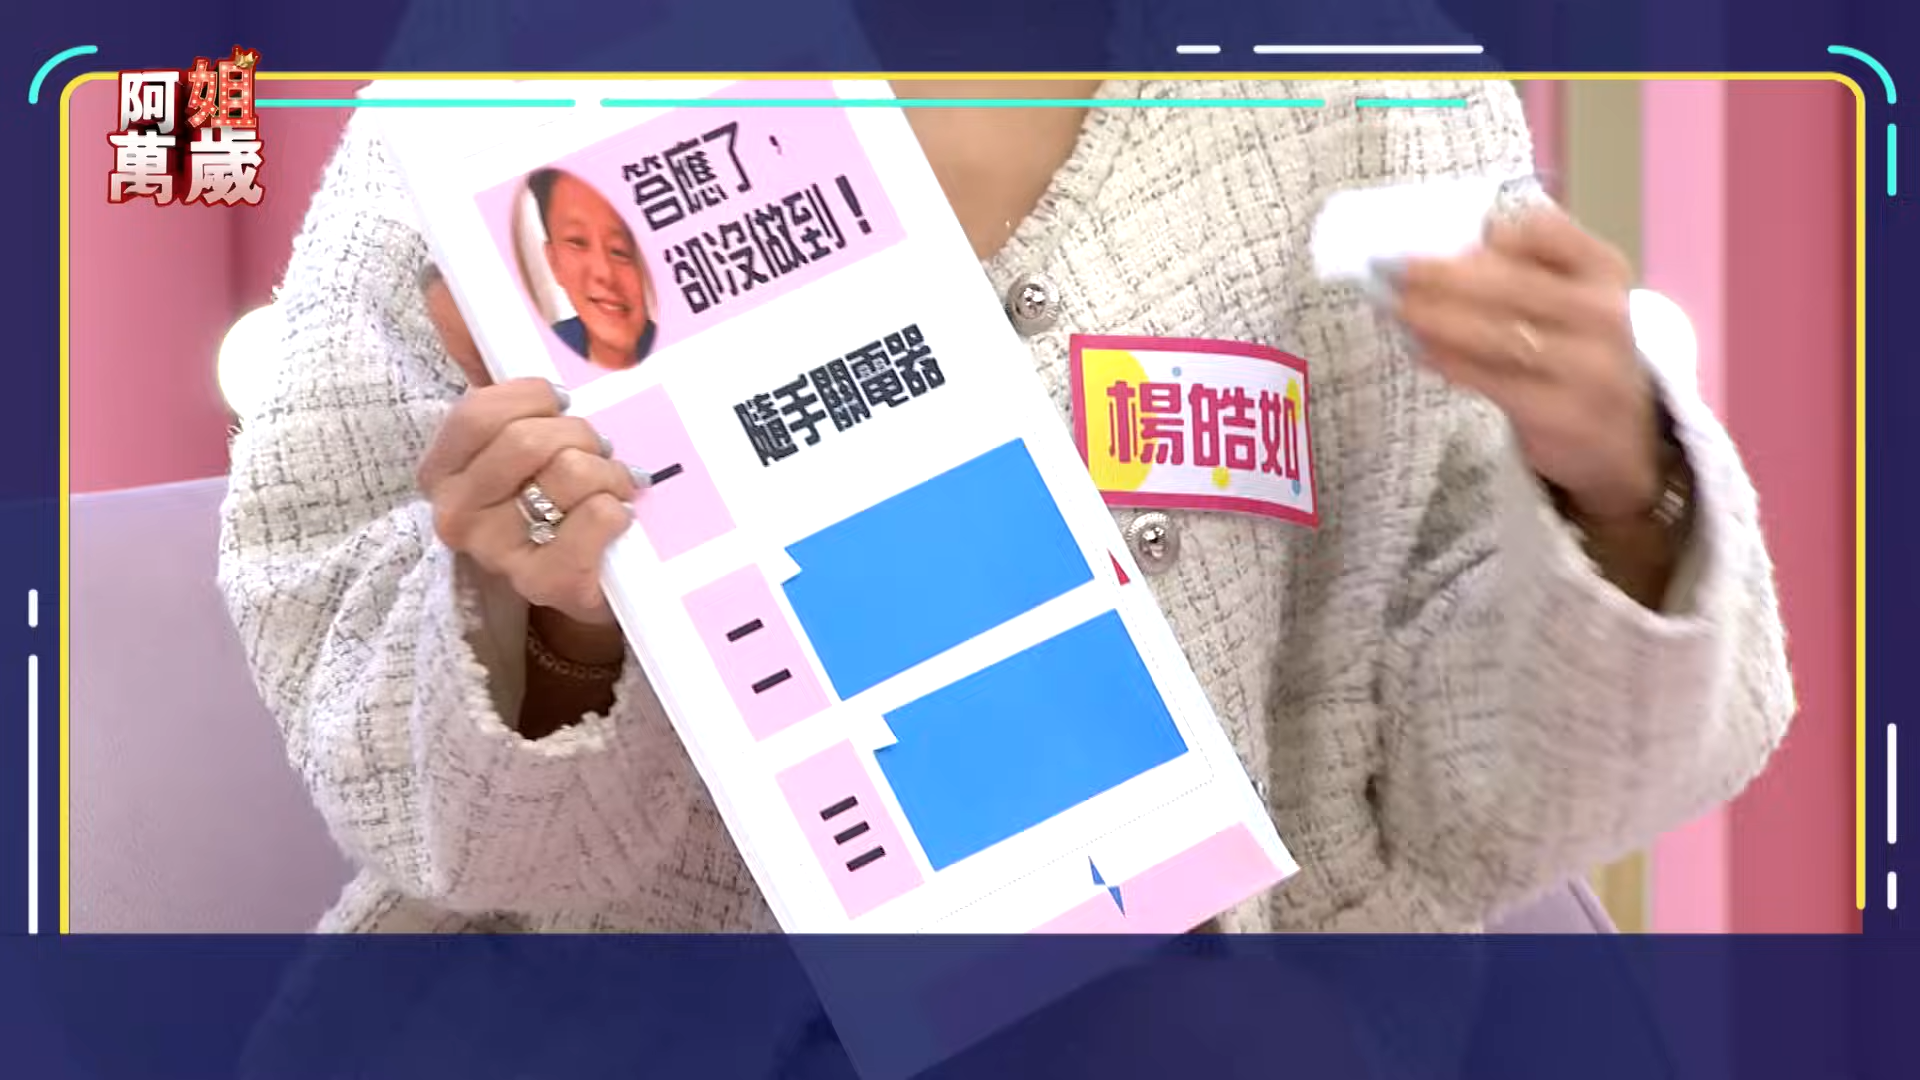 阿姐
萬歲
答應了，
卻沒做到！
一
隨手關電器
二
三
楊皓如